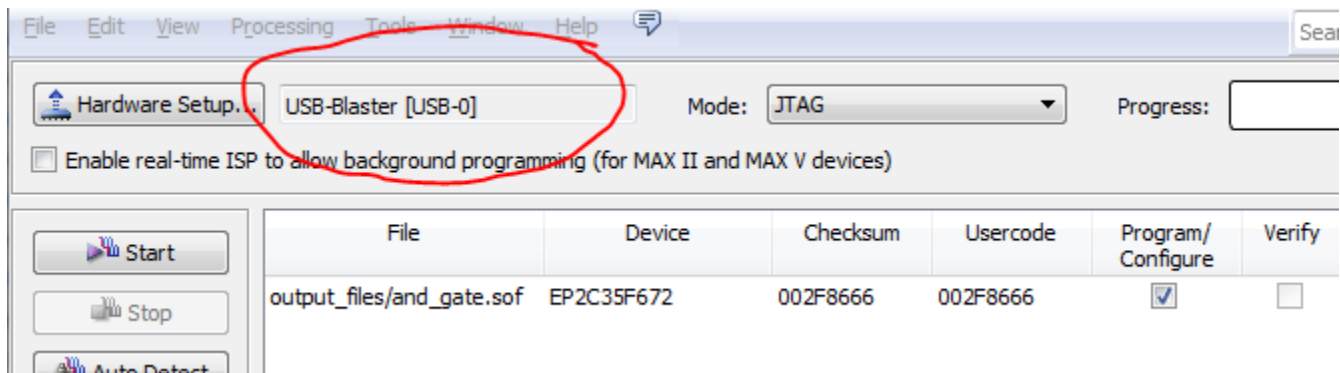 File Edit View Processing Tools Window Help
Hardware Setup... USB-Blaster [USB-0] Mode: JTAG Progress:
Enable real-time ISP to allow background programming (for MAX II and MAX V devices)
Start
Stop
Auto Detect
File Device Checksum Usercode Program/ Configure Verify
output_files/and_gate.sof EP2C35F672 002F8666 002F8666